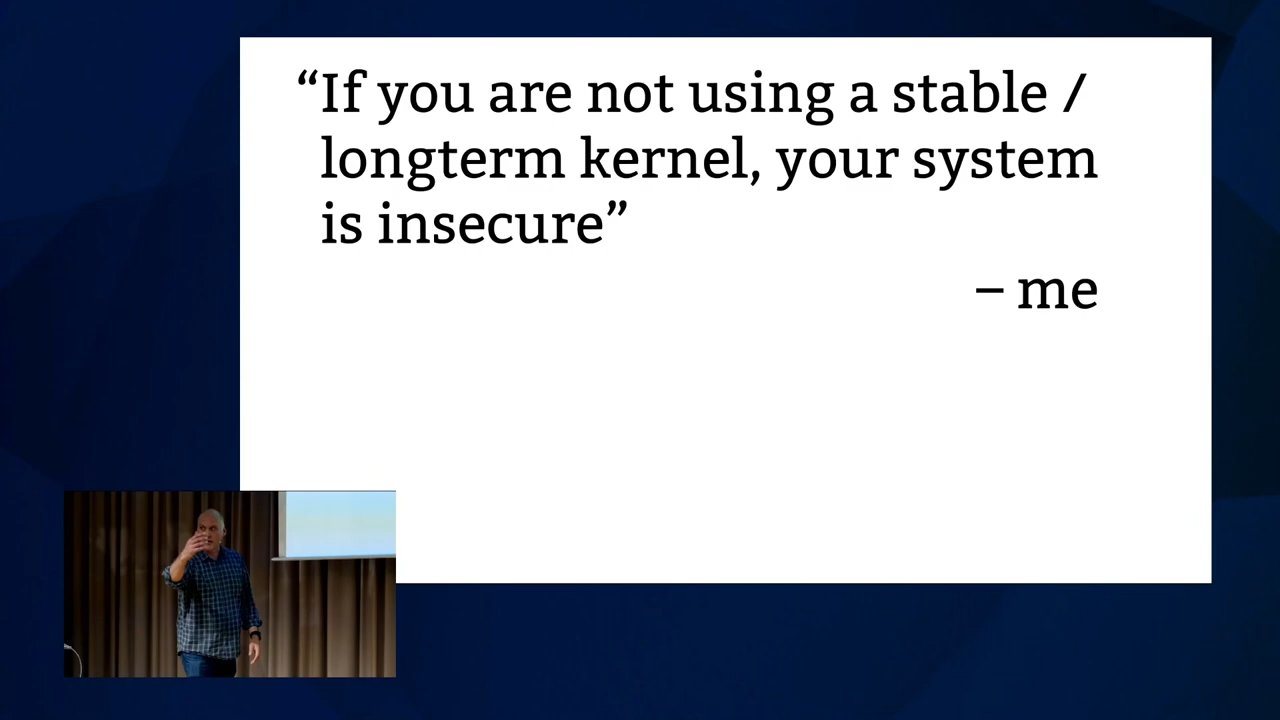 “If you are not using a stable /
longterm kernel, your system
is insecure”
– me